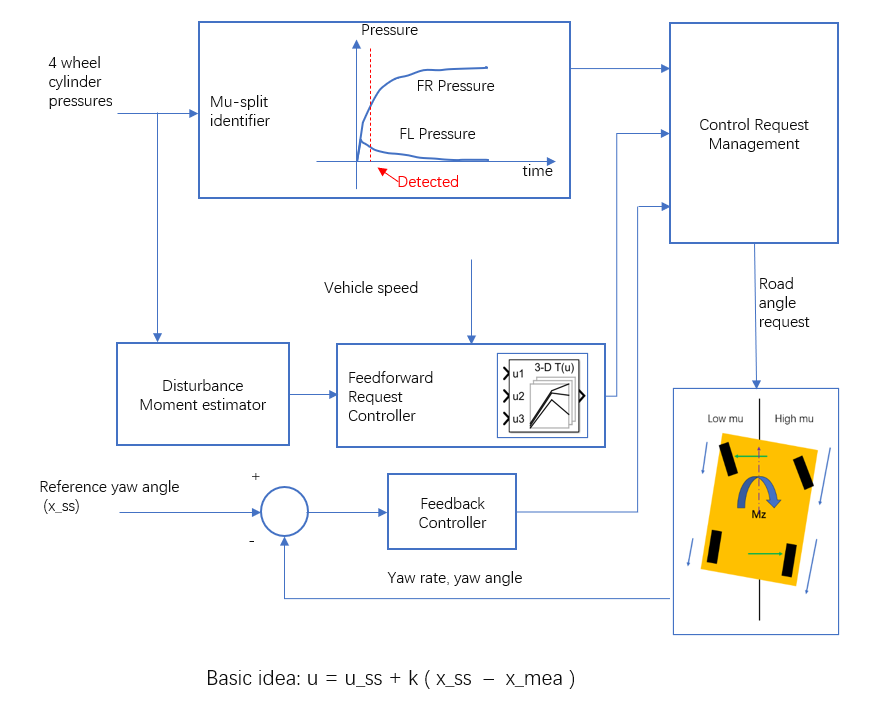 Pressure
4 wheel
cylinder
pressures
Mu-split
identifier
FR Pressure
FL Pressure
time
Detected
Control Request
Management
Vehicle speed
Road
angle
request
Disturbance
Moment estimator
Feedforward
Request
Controller
3-D T(u)
u1
u2
u3
Low mu
High mu
Mz
Reference yaw angle
(x_ss)
+
-
Feedback
Controller
Yaw rate, yaw angle
Basic idea: u = u_ss + k ( x_ss – x_mea )